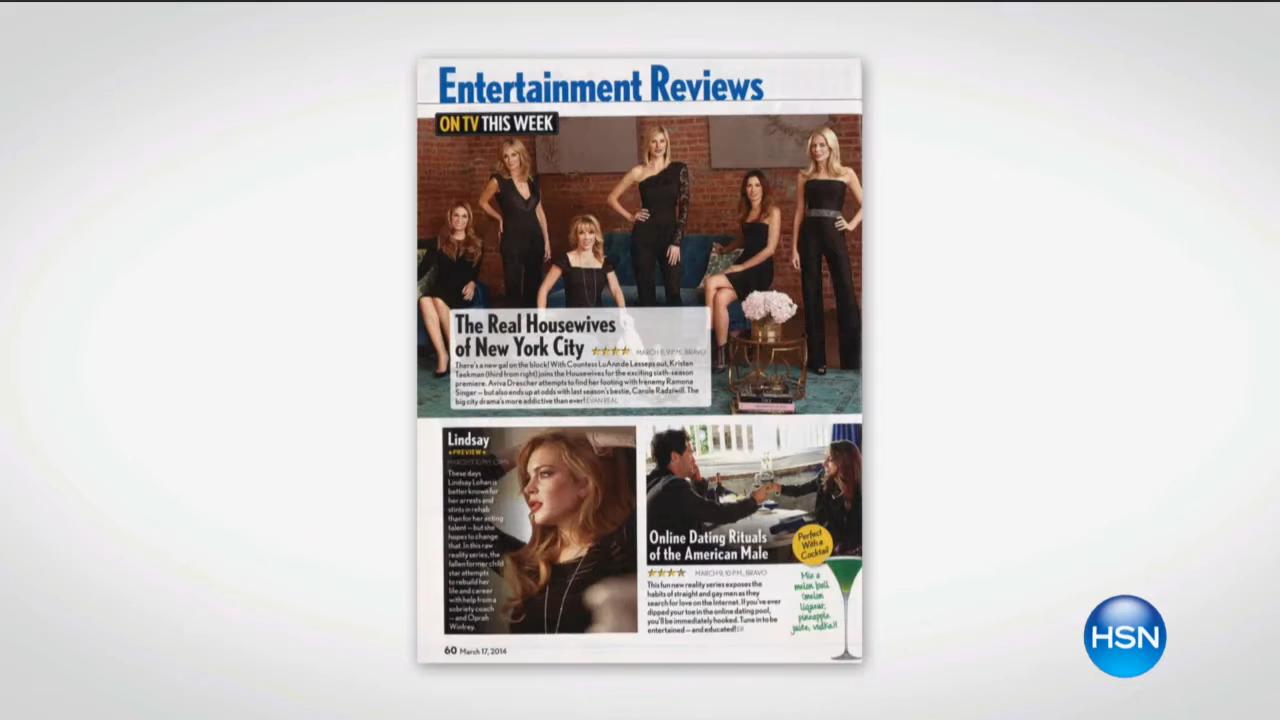 Entertainment Reviews
ON TV THIS WEEK
The Real Housewives
of New York City
MARCH 11, 9 P.M., BRAVO
There's a new gal on the block! With Countess LuAnn de Lesseps out, Kristen
Taekman (third from right) joins the Housewives for the exciting sixth-season
premiere. Aviva Drescher attempts to find her footing with frenemy Ramona
Singer — but also ends up at odds with last season's bestie, Carole Radziwill. The
big city drama's more addictive than ever! EVAN REAL
Lindsay
PREVIEW
These days
Lindsay Lohan is
better known for
her arrests and
stints in rehab
than for her acting
talent — but she
hopes to change
that. In this raw
reality series, the
fallen former child
star attempts
to rebuild her
life and career
with help from a
sobriety coach
— and Oprah
Winfrey.
Online Dating Rituals
of the American Male
MARCH 9, 10 P.M., BRAVO
This fun new reality series exposes the
habits of straight and gay men as they
search for love on the Internet. If you've ever
dipped your toe in the online dating pool,
you'll be immediately hooked. Tune in to be
entertained — and educated! ER
Perfect
With a
Cocktail
Mix a
melon ball
(melon
liqueur,
pineapple
juice, vodka)!
60 March 17, 2014
HSN